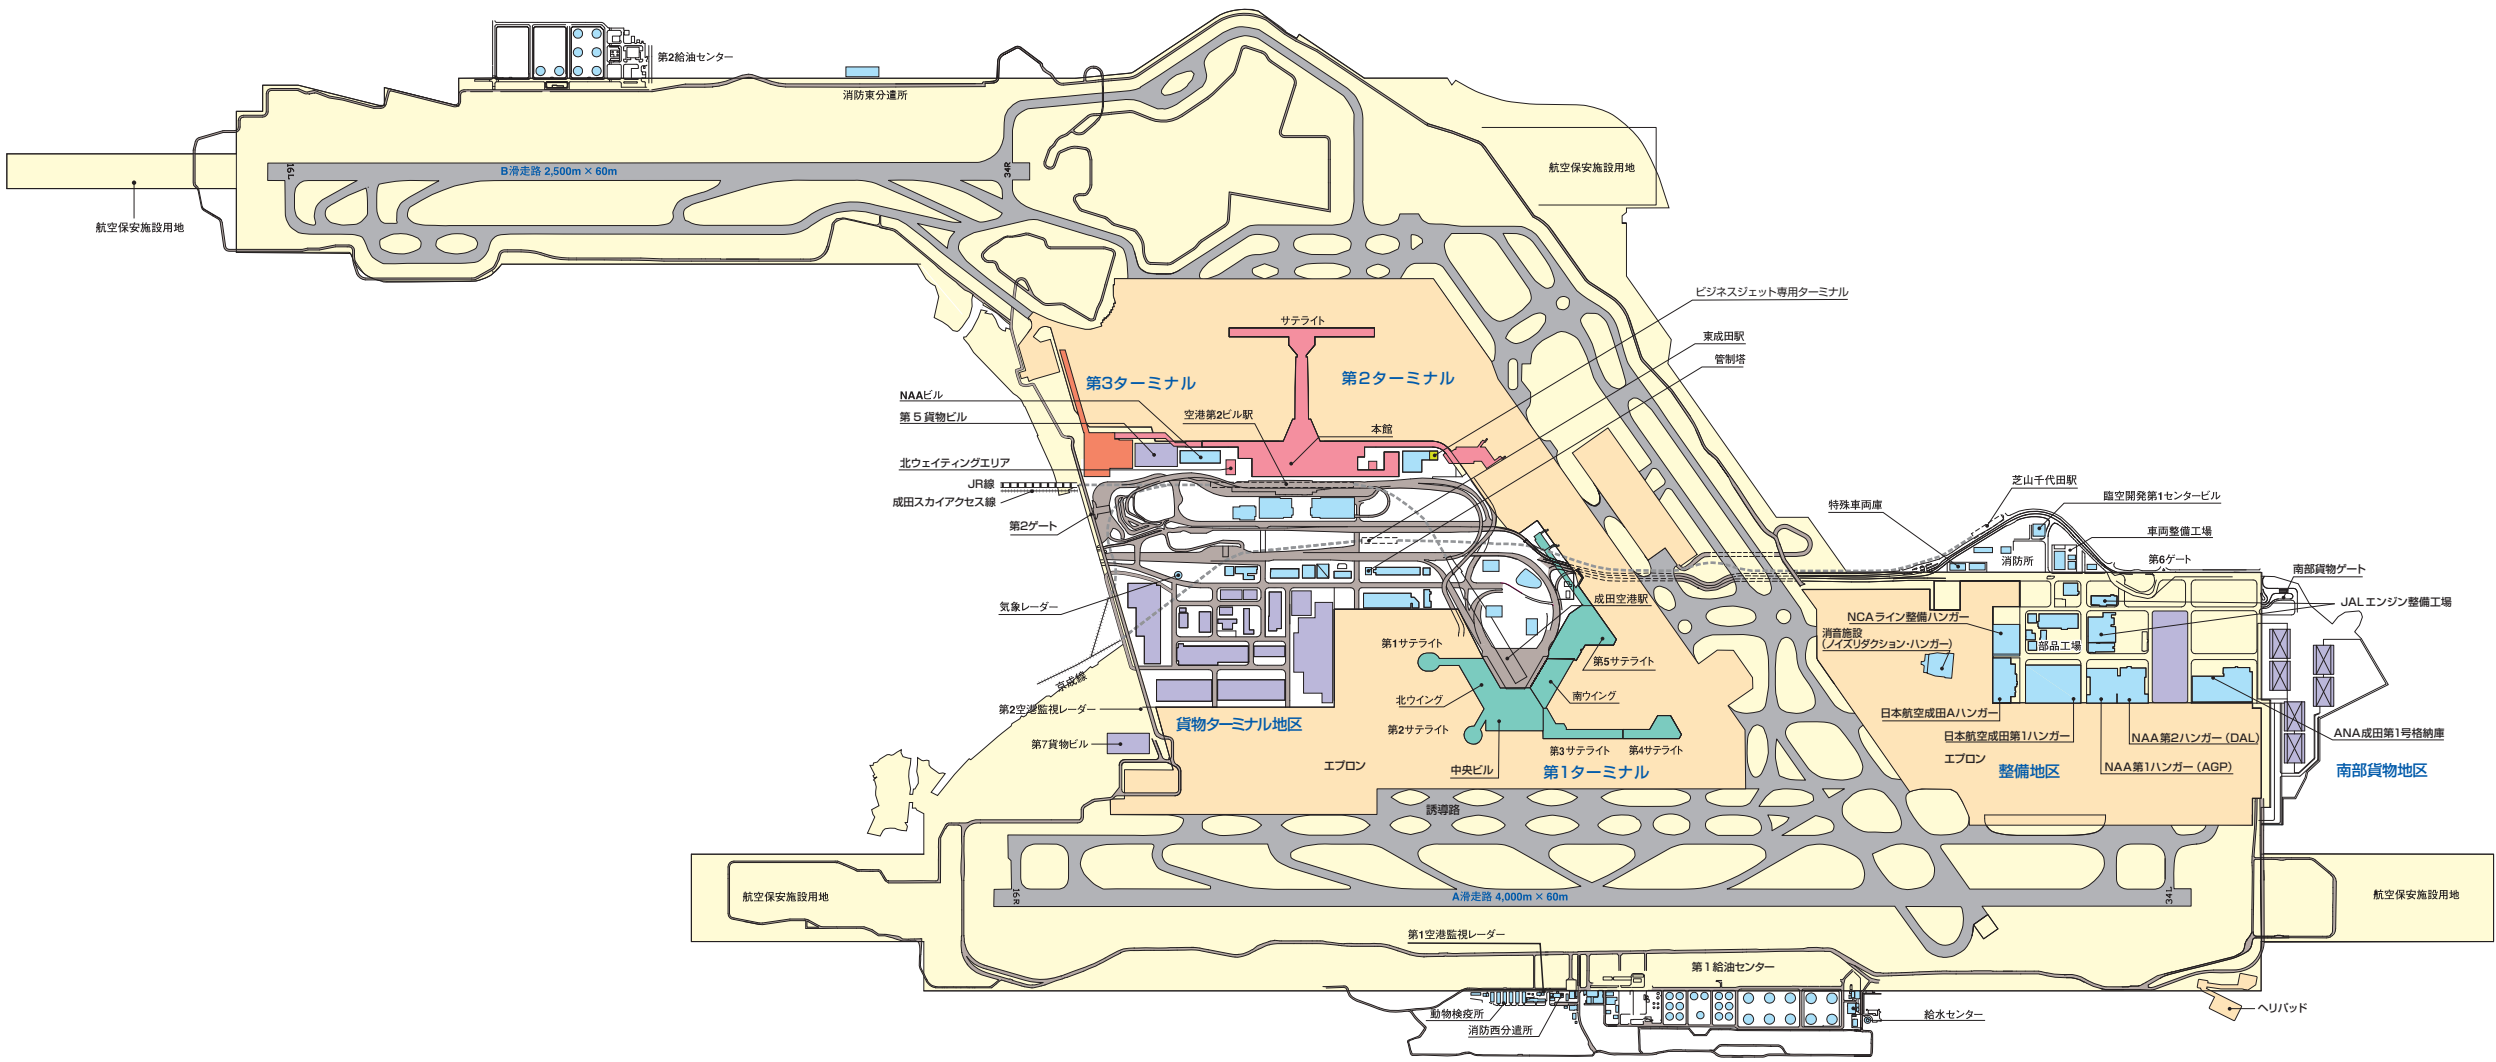 第2給油センター
消防東分遣所
航空保安施設用地
16L
B滑走路 2,500m × 60m
34R
航空保安施設用地
ビジネスジェット専用ターミナル
サテライト
東成田駅
管制塔
第3ターミナル
第2ターミナル
NAAビル
第5貨物ビル
空港第2ビル駅
本館
北ウェイティングエリア
JR線
成田スカイアクセス線
第2ゲート
芝山千代田駅
臨空開発第1センタービル
特殊車両庫
車両整備工場
消防所
第6ゲート
南部貨物ゲート
気象レーダー
成田空港駅
JALエンジン整備工場
NCAライン整備ハンガー
消音施設
(ノイズリダクション・ハンガー)
部品工場
第1サテライト
第5サテライト
京成線
北ウイング
南ウイング
第2空港監視レーダー
貨物ターミナル地区
第2サテライト
日本航空成田Aハンガー
日本航空成田第1ハンガー
NAA第2ハンガー(DAL)
ANA成田第1号格納庫
第7貨物ビル
第3サテライト
第4サテライト
エプロン
中央ビル
第1ターミナル
エプロン
整備地区
NAA第1ハンガー(AGP)
南部貨物地区
誘導路
航空保安施設用地
16R
A滑走路 4,000m × 60m
34L
航空保安施設用地
第1空港監視レーダー
第1給油センター
動物検疫所
消防西分遣所
給水センター
ヘリパッド